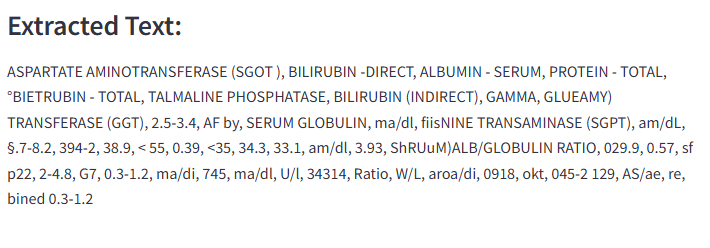 Extracted Text:
ASPARTATE AMINOTRANSFERASE (SGOT ), BILIRUBIN -DIRECT, ALBUMIN - SERUM, PROTEIN - TOTAL,
°BIETRUBIN - TOTAL, TALMALINE PHOSPHATASE, BILIRUBIN (INDIRECT), GAMMA, GLUEAMY)
TRANSFERASE (GGT), 2.5-3.4, AF by, SERUM GLOBULIN, ma/dl, fiisNINE TRANSAMINASE (SGPT), am/dL,
§.7-8.2, 394-2, 38.9, < 55, 0.39, <35, 34.3, 33.1, am/dl, 3.93, ShRUuM)ALB/GLOBULIN RATIO, 029.9, 0.57, sf
p22, 2-4.8, G7, 0.3-1.2, ma/di, 745, ma/dl, U/l, 34314, Ratio, W/L, aroa/di, 0918, okt, 045-2 129, AS/ae, re,
bined 0.3-1.2